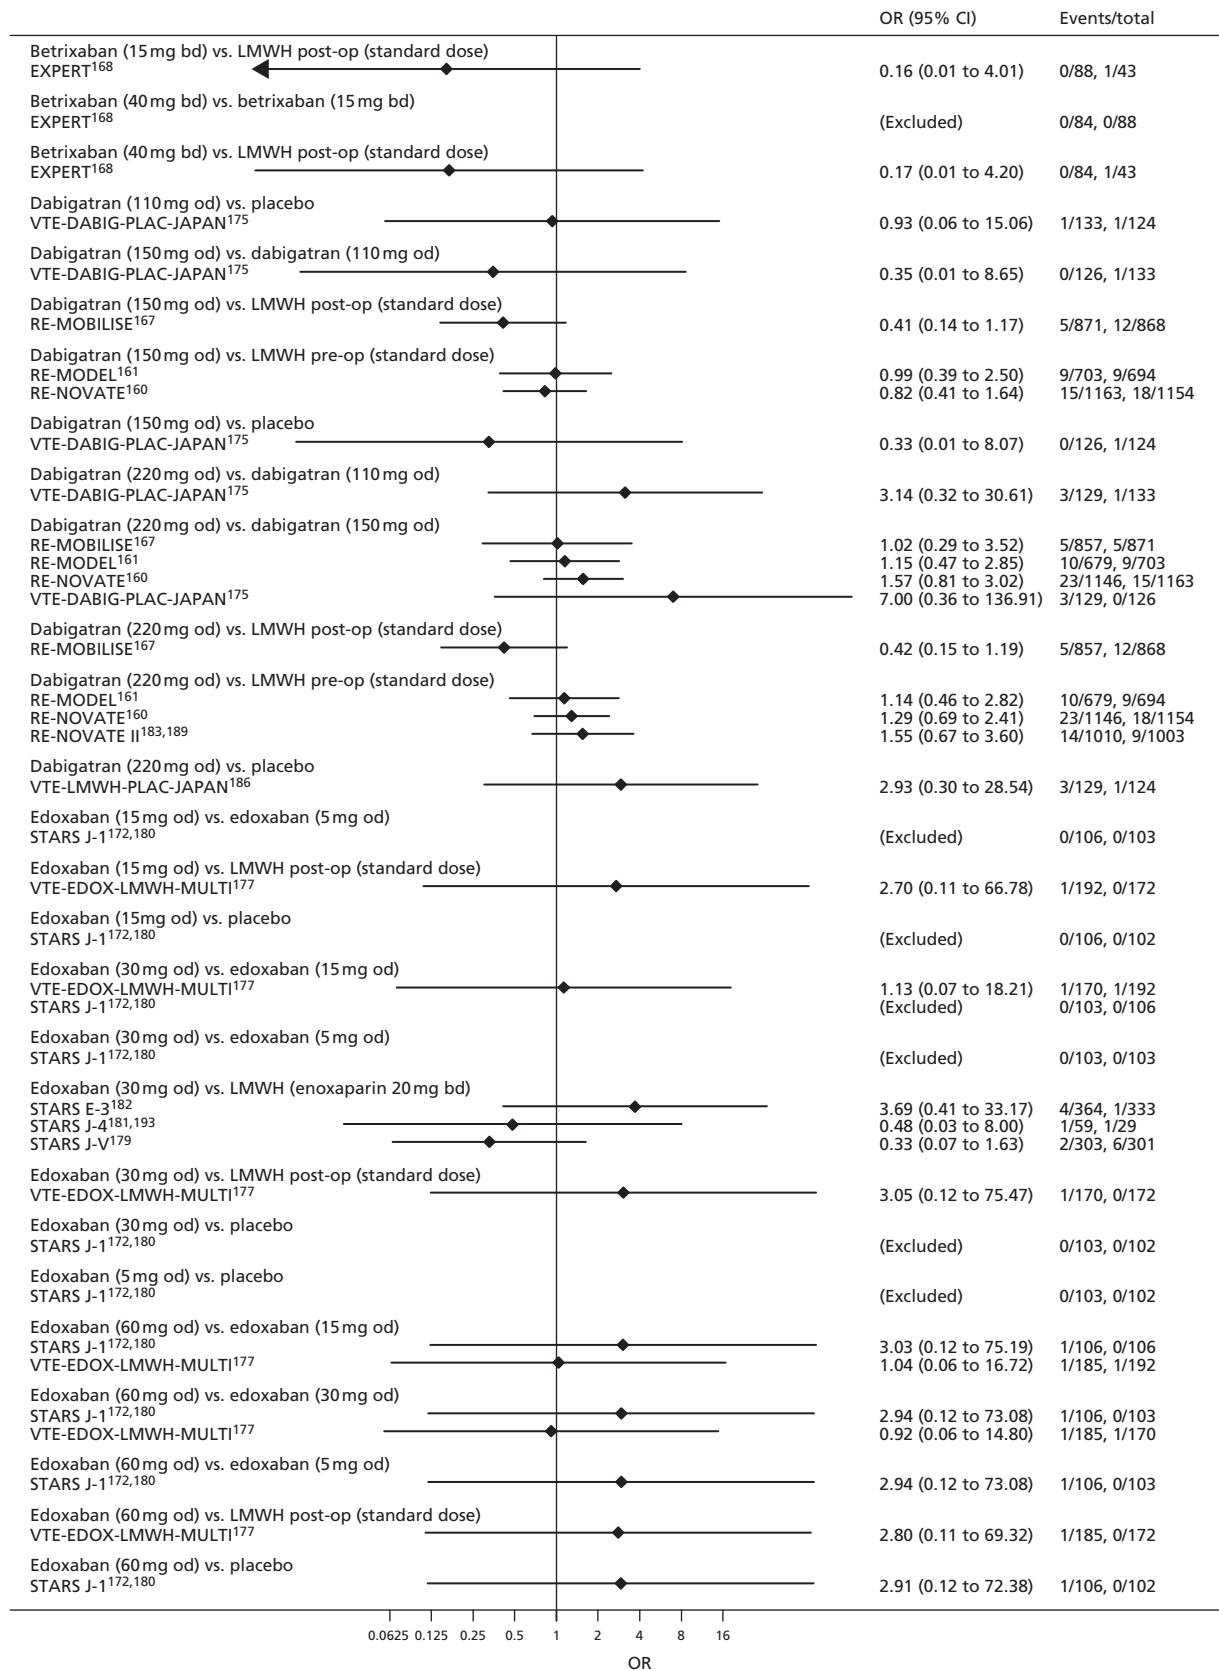 OR (95% CI) Events/total
Betrixaban (15 mg bd) vs. LMWH post-op (standard dose)
EXPERT168 0.16 (0.01 to 4.01) 0/88, 1/43
Betrixaban (40 mg bd) vs. betrixaban (15 mg bd)
EXPERT168 (Excluded) 0/84, 0/88
Betrixaban (40 mg bd) vs. LMWH post-op (standard dose)
EXPERT168 0.17 (0.01 to 4.20) 0/84, 1/43
Dabigatran (110 mg od) vs. placebo
VTE-DABIG-PLAC-JAPAN175 0.93 (0.06 to 15.06) 1/133, 1/124
Dabigatran (150 mg od) vs. dabigatran (110 mg od)
VTE-DABIG-PLAC-JAPAN175 0.35 (0.01 to 8.65) 0/126, 1/133
Dabigatran (150 mg od) vs. LMWH post-op (standard dose)
RE-MOBILISE167 0.41 (0.14 to 1.17) 5/871, 12/868
Dabigatran (150 mg od) vs. LMWH pre-op (standard dose)
RE-MODEL161 0.99 (0.39 to 2.50) 9/703, 9/694
RE-NOVATE160 0.82 (0.41 to 1.64) 15/1163, 18/1154
Dabigatran (150 mg od) vs. placebo
VTE-DABIG-PLAC-JAPAN175 0.33 (0.01 to 8.07) 0/126, 1/124
Dabigatran (220 mg od) vs. dabigatran (110 mg od)
VTE-DABIG-PLAC-JAPAN175 3.14 (0.32 to 30.61) 3/129, 1/133
Dabigatran (220 mg od) vs. dabigatran (150 mg od)
RE-MOBILISE167 1.02 (0.29 to 3.52) 5/857, 5/871
RE-MODEL161 1.15 (0.47 to 2.85) 10/679, 9/703
RE-NOVATE160 1.57 (0.81 to 3.02) 23/1146, 15/1163
VTE-DABIG-PLAC-JAPAN175 7.00 (0.36 to 136.91) 3/129, 0/126
Dabigatran (220 mg od) vs. LMWH post-op (standard dose)
RE-MOBILISE167 0.42 (0.15 to 1.19) 5/857, 12/868
Dabigatran (220 mg od) vs. LMWH pre-op (standard dose)
RE-MODEL161 1.14 (0.46 to 2.82) 10/679, 9/694
RE-NOVATE160 1.29 (0.69 to 2.41) 23/1146, 18/1154
RE-NOVATE II183,189 1.55 (0.67 to 3.60) 14/1010, 9/1003
Dabigatran (220 mg od) vs. placebo
VTE-LMWH-PLAC-JAPAN186 2.93 (0.30 to 28.54) 3/129, 1/124
Edoxaban (15 mg od) vs. edoxaban (5 mg od)
STARS J-1172,180 (Excluded) 0/106, 0/103
Edoxaban (15 mg od) vs. LMWH post-op (standard dose)
VTE-EDOX-LMWH-MULTI177 2.70 (0.11 to 66.78) 1/192, 0/172
Edoxaban (15mg od) vs. placebo
STARS J-1172,180 (Excluded) 0/106, 0/102
Edoxaban (30 mg od) vs. edoxaban (15 mg od)
VTE-EDOX-LMWH-MULTI177 1.13 (0.07 to 18.21) 1/170, 1/192
STARS J-1172,180 (Excluded) 0/103, 0/106
Edoxaban (30 mg od) vs. edoxaban (5 mg od)
STARS J-1172,180 (Excluded) 0/103, 0/103
Edoxaban (30 mg od) vs. LMWH (enoxaparin 20 mg bd)
STARS E-3182 3.69 (0.41 to 33.17) 4/364, 1/333
STARS J-4181,193 0.48 (0.03 to 8.00) 1/59, 1/29
STARS J-V179 0.33 (0.07 to 1.63) 2/303, 6/301
Edoxaban (30 mg od) vs. LMWH post-op (standard dose)
VTE-EDOX-LMWH-MULTI177 3.05 (0.12 to 75.47) 1/170, 0/172
Edoxaban (30 mg od) vs. placebo
STARS J-1172,180 (Excluded) 0/103, 0/102
Edoxaban (5 mg od) vs. placebo
STARS J-1172,180 (Excluded) 0/103, 0/102
Edoxaban (60 mg od) vs. edoxaban (15 mg od)
STARS J-1172,180 3.03 (0.12 to 75.19) 1/106, 0/106
VTE-EDOX-LMWH-MULTI177 1.04 (0.06 to 16.72) 1/185, 1/192
Edoxaban (60 mg od) vs. edoxaban (30 mg od)
STARS J-1172,180 2.94 (0.12 to 73.08) 1/106, 0/103
VTE-EDOX-LMWH-MULTI177 0.92 (0.06 to 14.80) 1/185, 1/170
Edoxaban (60 mg od) vs. edoxaban (5 mg od)
STARS J-1172,180 2.94 (0.12 to 73.08) 1/106, 0/103
Edoxaban (60 mg od) vs. LMWH post-op (standard dose)
VTE-EDOX-LMWH-MULTI177 2.80 (0.11 to 69.32) 1/185, 0/172
Edoxaban (60 mg od) vs. placebo
STARS J-1172,180 2.91 (0.12 to 72.38) 1/106, 0/102
0.0625 0.125 0.25 0.5 1 2 4 8 16
OR